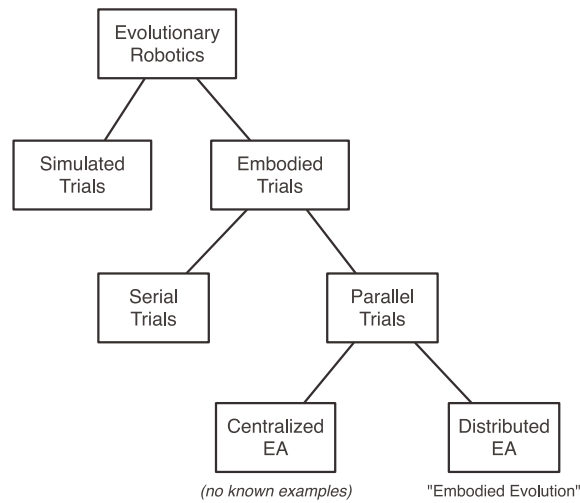 Evolutionary
Robotics
Simulated
Trials
Embodied
Trials
Serial
Trials
Parallel
Trials
Centralized
EA
Distributed
EA
(no known examples)
"Embodied Evolution"